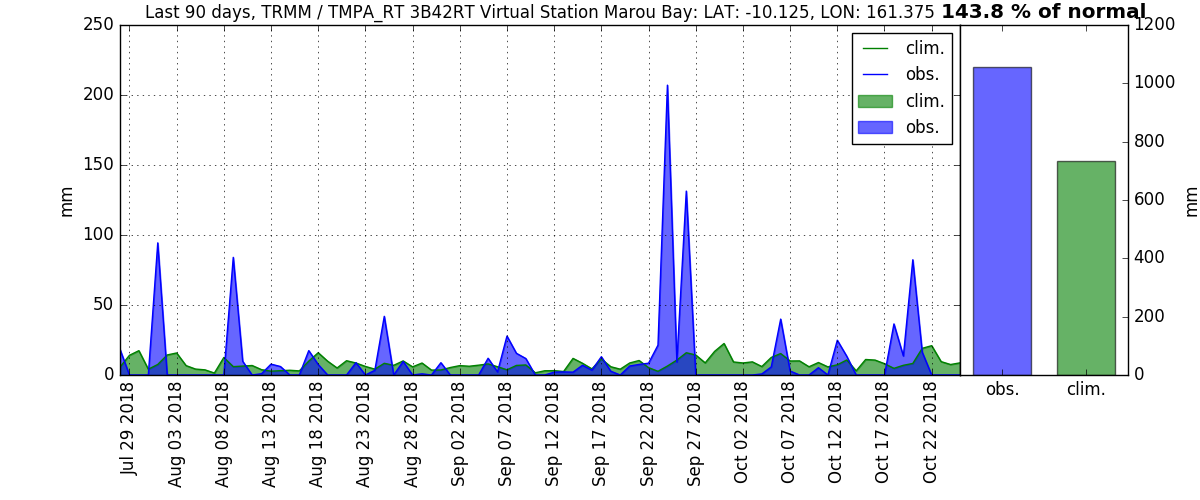 Last 90 days, TRMM / TMPA_RT 3B42RT Virtual Station Marou Bay: LAT: -10.125, LON: 161.375 143.8 % of normal
250
200
150
100
50
0
mm
clim.
obs.
clim.
obs.
1200
1000
800
600
400
200
0
mm
Jul 29 2018
Aug 03 2018
Aug 08 2018
Aug 13 2018
Aug 18 2018
Aug 23 2018
Aug 28 2018
Sep 02 2018
Sep 07 2018
Sep 12 2018
Sep 17 2018
Sep 22 2018
Sep 27 2018
Oct 02 2018
Oct 07 2018
Oct 12 2018
Oct 17 2018
Oct 22 2018
obs.
clim.